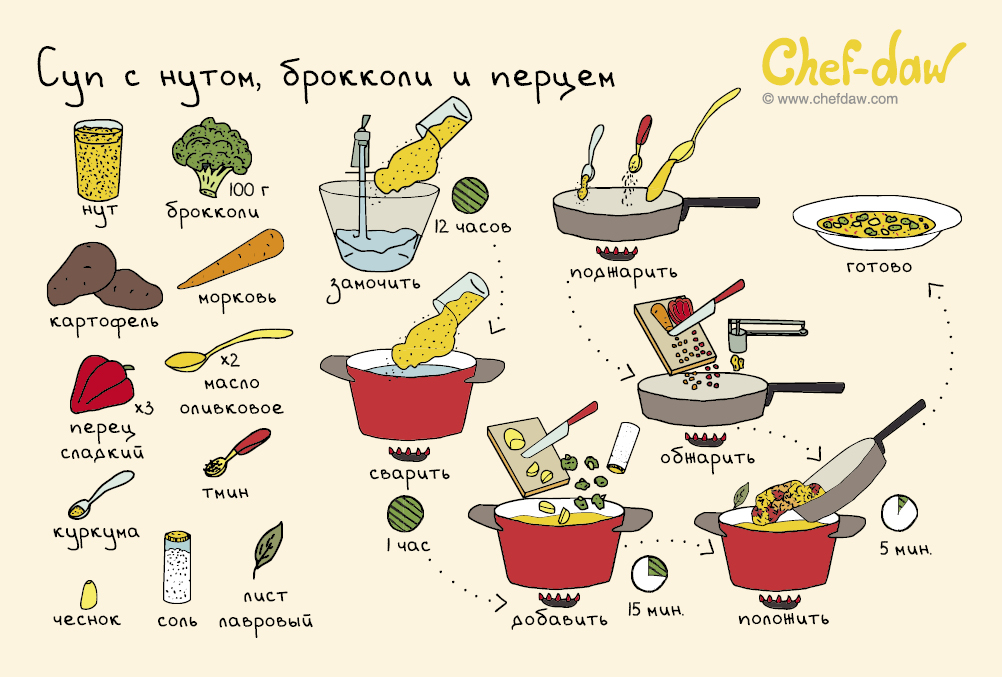 Суп с нутом, брокколи и перцем
Chef-daw
© www.chefdaw.com
нут
100 г
брокколи
картофель
морковь
x3
перец
сладкий
x2
масло
оливковое
куркума
тмин
чеснок
соль
лист
лавровый
замочить
12 часов
сварить
1 час
поджарить
обжарить
добавить
15 мин.
положить
5 мин.
готово